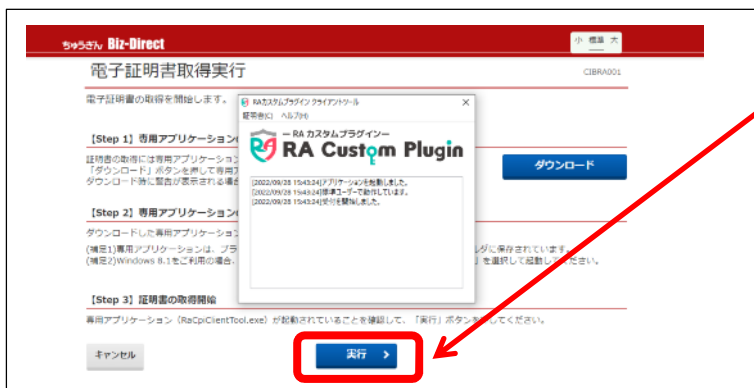 ちゅうぎん Biz-Direct
小 標準 大
電子証明書取得実行
CIBRA001
電子証明書の取得を開始します。
RAカスタムプラグイン クライアントツール
証明書(C) ヘルプ(H)
― RA カスタムプラグイン―
RA Custom Plugin
[2022/09/28 15:43:24]アプリケーションを起動しました。
[2022/09/28 15:43:24]標準ユーザーで動作しています。
[2022/09/28 15:43:24]受付を開始しました。
【Step 1】専用アプリケーション
証明書の取得には専用アプリケーション
「ダウンロード」ボタンを押して専用
ダウンロード時に警告が表示される場合
ダウンロード
【Step 2】専用アプリケーション
ダウンロードした専用アプリケーション
(補足1)専用アプリケーションは、ブラ
ルダに保存されています。
(補足2)Windows 8.1をご利用の場合、
」を選択して起動してください。
【Step 3】証明書の取得開始
専用アプリケーション（RaCpiClientTool.exe）が起動されていることを確認して、「実行」ボタンを してください。
キャンセル
実行